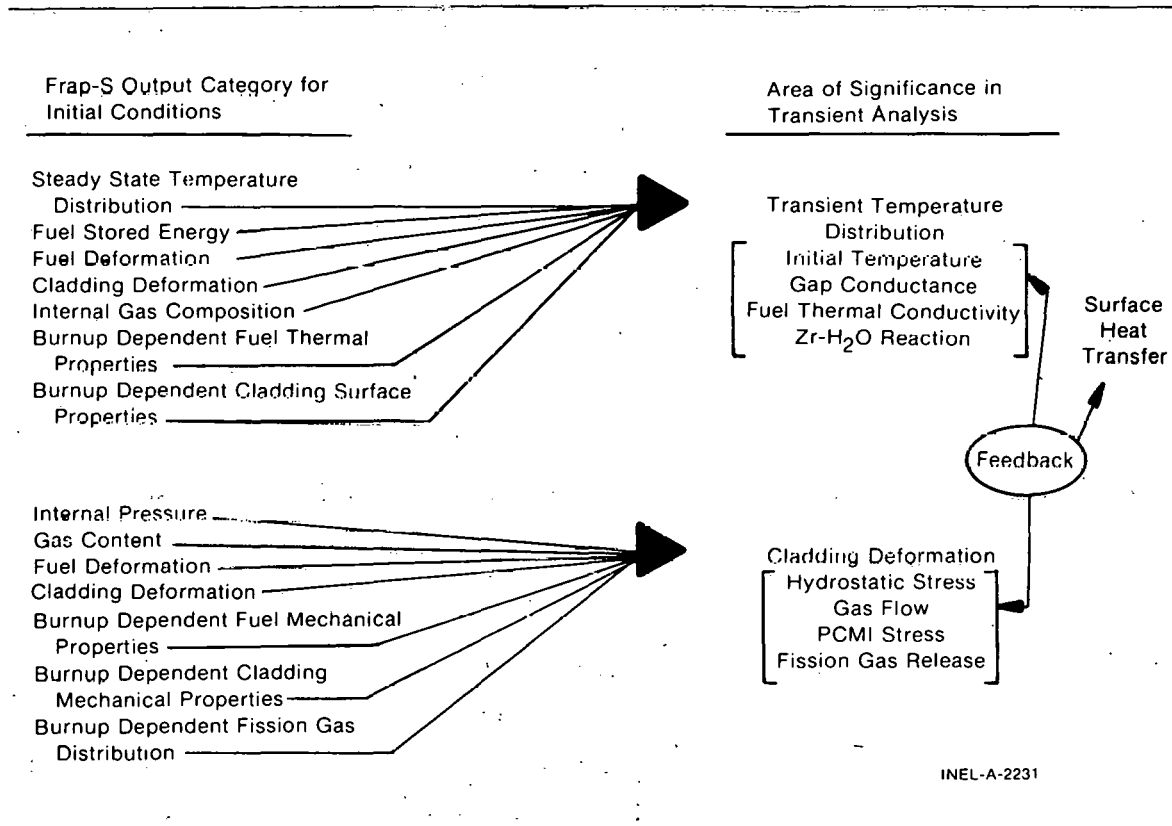 Frap-S Output Category for
Initial Conditions
Steady State Temperature
Distribution
Fuel Stored Energy
Fuel Deformation
Cladding Deformation
Internal Gas Composition
Burnup Dependent Fuel Thermal
Properties
Burnup Dependent Cladding Surface
Properties
Internal Pressure
Gas Content
Fuel Deformation
Cladding Deformation
Burnup Dependent Fuel Mechanical
Properties
Burnup Dependent Cladding
Mechanical Properties
Burnup Dependent Fission Gas
Distribution
Area of Significance in
Transient Analysis
Transient Temperature
Distribution
Initial Temperature
Gap Conductance
Fuel Thermal Conductivity
Zr-H₂O Reaction
Surface
Heat
Transfer
Feedback
Cladding Deformation
Hydrostatic Stress
Gas Flow
PCMI Stress
Fission Gas Release
INEL-A-2231